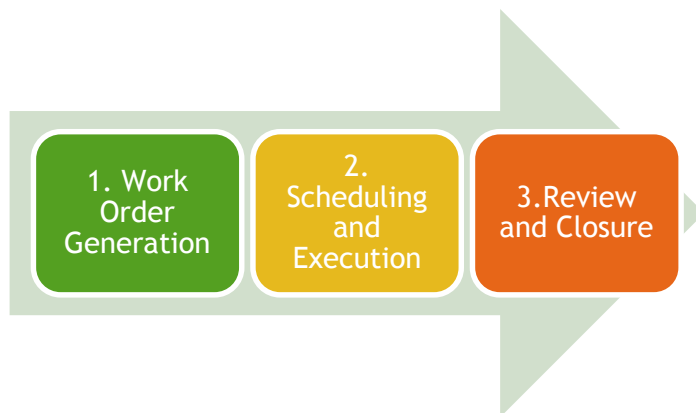 1. Work
Order
Generation
2.
Scheduling
and
Execution
3.Review
and Closure